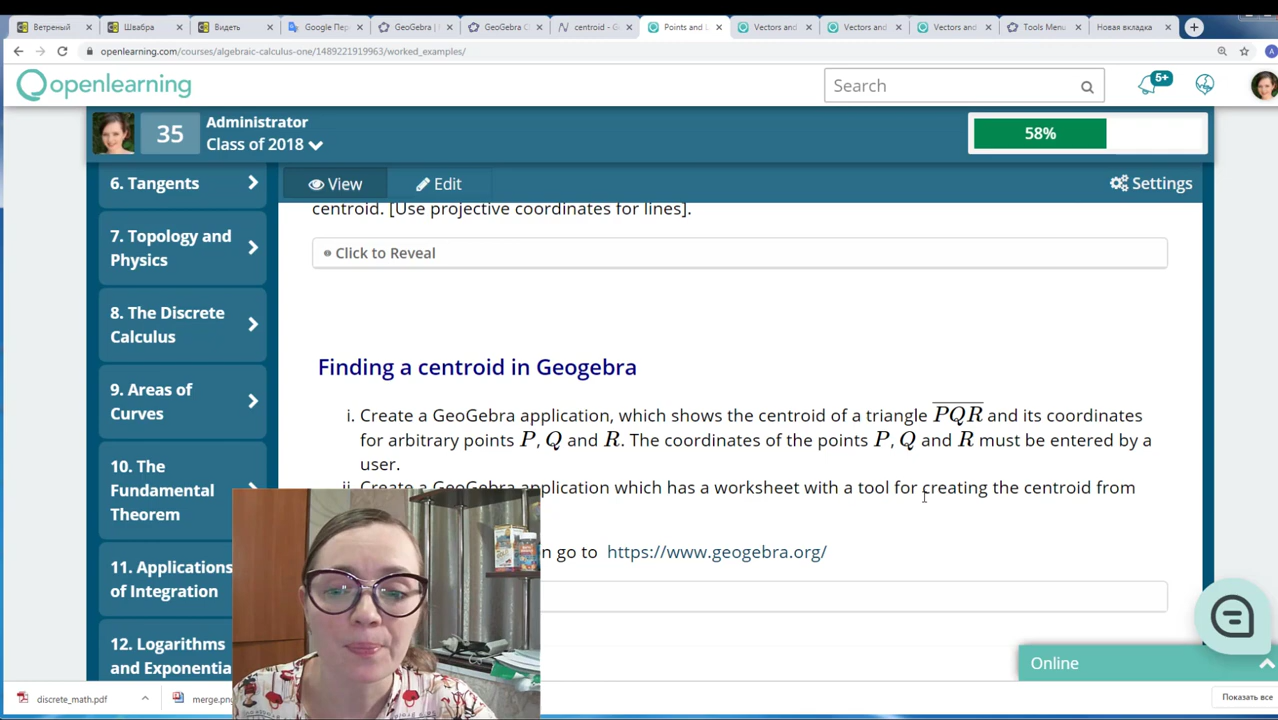 Ветреный
Швабра
Видеть
Google Пер
GeoGebra |
GeoGebra C
centroid - G
Points and L
Vectors and
Vectors and
Vectors and
Tools Menu
Новая вкладка
openlearning.com/courses/algebraic-calculus-one/1489221919963/worked_examples/
openlearning
Search
5+
35
Administrator
Class of 2018
58%
6. Tangents
View
Edit
Settings
centroid. [Use projective coordinates for lines].
7. Topology and
Physics
Click to Reveal
8. The Discrete
Calculus
9. Areas of
Curves
10. The
Fundamental
Theorem
11. Applications
of Integration
12. Logarithms
and Exponentia
Finding a centroid in Geogebra
i. Create a GeoGebra application, which shows the centroid of a triangle PQR and its coordinates
for arbitrary points P, Q and R. The coordinates of the points P, Q and R must be entered by a
user.
ii. Create a GeoGebra application which has a worksheet with a tool for creating the centroid from
n go to https://www.geogebra.org/
Online
discrete_math.pdf
merge.png
Показать все